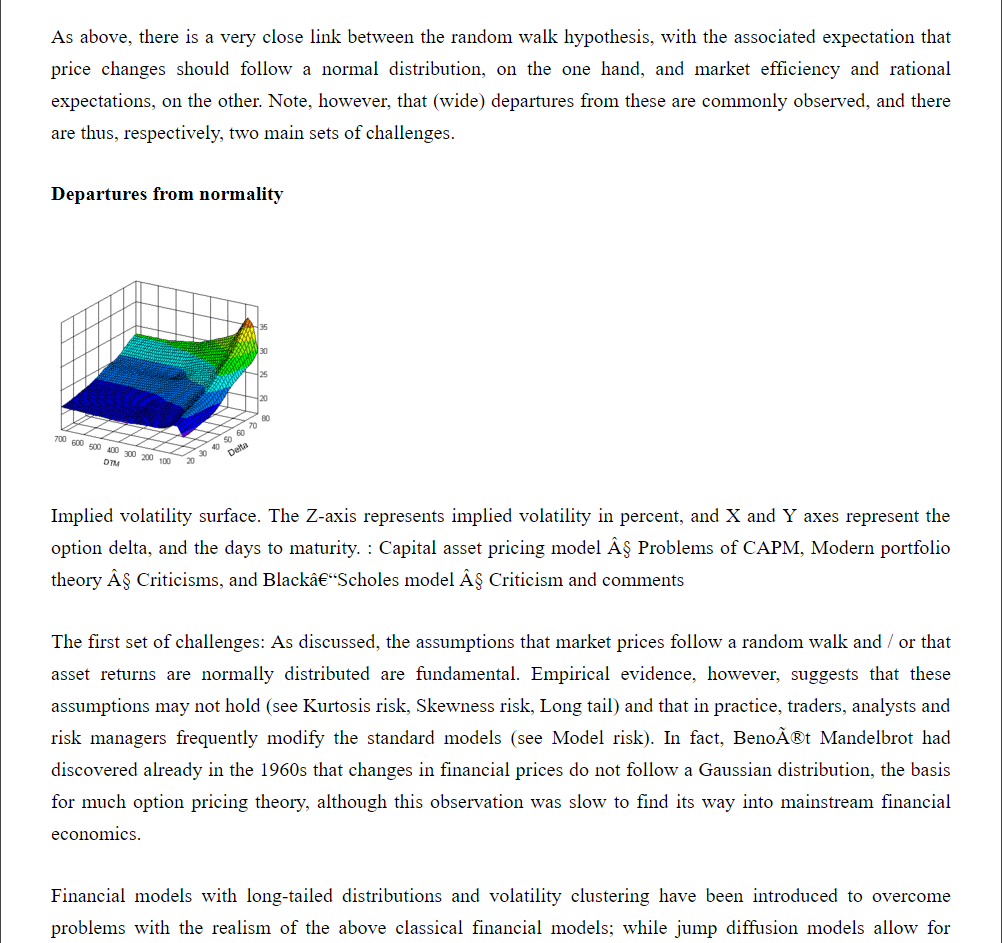 As above, there is a very close link between the random walk hypothesis, with the associated expectation that
price changes should follow a normal distribution, on the one hand, and market efficiency and rational
expectations, on the other. Note, however, that (wide) departures from these are commonly observed, and there
are thus, respectively, two main sets of challenges.
Departures from normality
35
30
25
20
80
70
60
50
40
30
20
Delta
700 600 500 400 300 200 100
DTM
Implied volatility surface. The Z-axis represents implied volatility in percent, and X and Y axes represent the
option delta, and the days to maturity. : Capital asset pricing model Â§ Problems of CAPM, Modern portfolio
theory Â§ Criticisms, and Blackâ€“Scholes model Â§ Criticism and comments
The first set of challenges: As discussed, the assumptions that market prices follow a random walk and / or that
asset returns are normally distributed are fundamental. Empirical evidence, however, suggests that these
assumptions may not hold (see Kurtosis risk, Skewness risk, Long tail) and that in practice, traders, analysts and
risk managers frequently modify the standard models (see Model risk). In fact, BenoÃ®t Mandelbrot had
discovered already in the 1960s that changes in financial prices do not follow a Gaussian distribution, the basis
for much option pricing theory, although this observation was slow to find its way into mainstream financial
economics.
Financial models with long-tailed distributions and volatility clustering have been introduced to overcome
problems with the realism of the above classical financial models; while jump diffusion models allow for